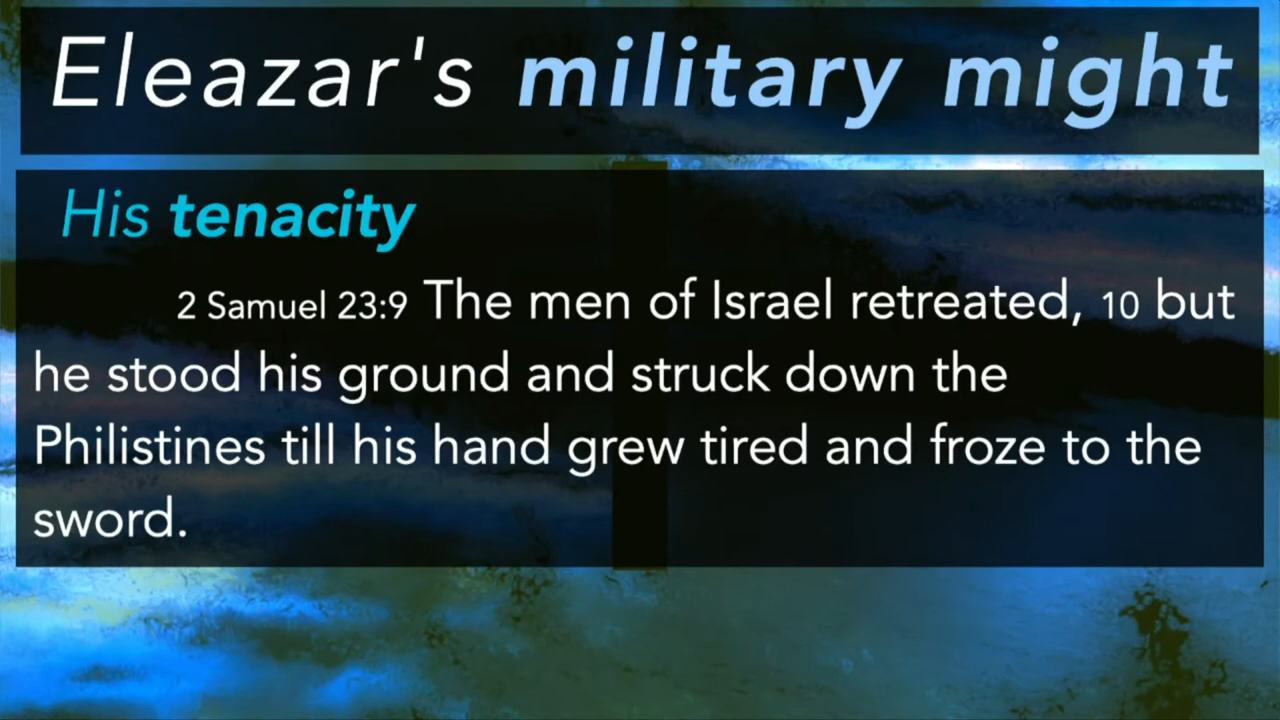 Eleazar's military might
His tenacity
2 Samuel 23:9 The men of Israel retreated, 10 but
he stood his ground and struck down the
Philistines till his hand grew tired and froze to the
sword.